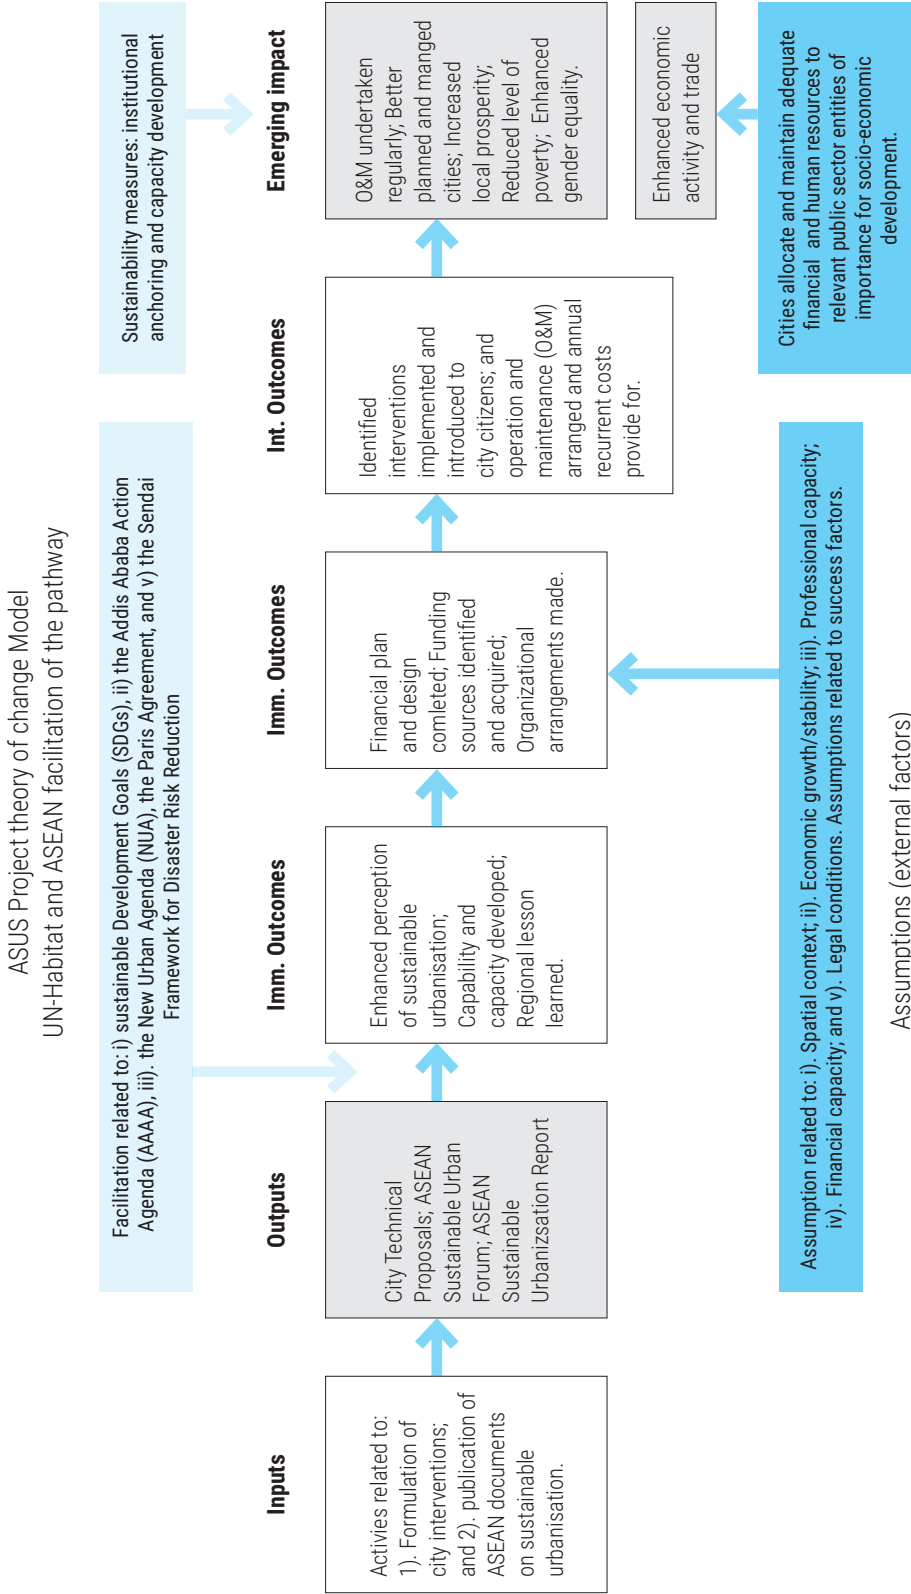 ASUS Project theory of change Model
UN-Habitat and ASEAN facilitation of the pathway
Facilitation related to: i) sustainable Development Goals (SDGs), ii) the Addis Ababa Action
Agenda (AAAA), iii). the New Urban Agenda (NUA), the Paris Agreement, and v) the Sendai
Framework for Disaster Risk Reduction
Sustainability measures: institutional
anchoring and capacity development
Inputs
Activies related to:
1). Formulation of
city interventions;
and 2). publication of
ASEAN documents
on sustainable
urbanisation.
Outputs
City Technical
Proposals; ASEAN
Sustainable Urban
Forum; ASEAN
Sustainable
Urbanizsation Report
Imm. Outcomes
Enhanced perception
of sustainable
urbanisation;
Capability and
capacity developed;
Regional lesson
learned.
Imm. Outcomes
Financial plan
and design
comleted; Funding
sources identified
and acquired;
Organizational
arrangements made.
Int. Outcomes
Identified
interventions
implemented and
introduced to
city citizens; and
operation and
maintenance (O&M)
arranged and annual
recurrent costs
provide for.
Emerging impact
O&M undertaken
regularly; Better
planned and manged
cities; Increased
local prosperity;
Reduced level of
poverty; Enhanced
gender equality.
Enhanced economic
activity and trade
Assumption related to: i). Spatial context; ii). Economic growth/stability; iii). Professional capacity;
iv). Financial capacity; and v). Legal conditions. Assumptions related to success factors.
Cities allocate and maintain adequate
financial and human resources to
relevant public sector entities of
importance for socio-economic
development.
Assumptions (external factors)